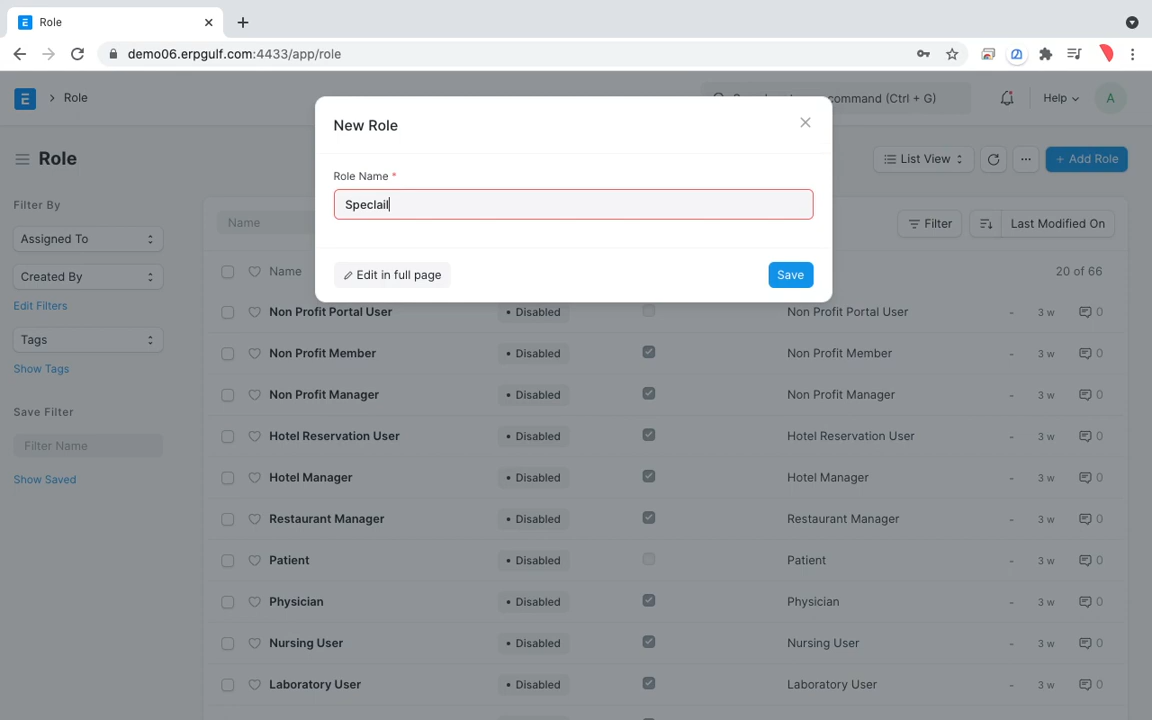 Role
demo06.erpgulf.com:4433/app/role
Role
command (Ctrl + G)
Help
A
New Role
Role Name *
Speclail
Edit in full page
Save
Role
List View
+ Add Role
Filter By
Assigned To
Created By
Edit Filters
Tags
Show Tags
Save Filter
Filter Name
Show Saved
Name
Filter
Last Modified On
Name
20 of 66
Non Profit Portal User Disabled Non Profit Portal User - 3 w 0
Non Profit Member Disabled Non Profit Member - 3 w 0
Non Profit Manager Disabled Non Profit Manager - 3 w 0
Hotel Reservation User Disabled Hotel Reservation User - 3 w 0
Hotel Manager Disabled Hotel Manager - 3 w 0
Restaurant Manager Disabled Restaurant Manager - 3 w 0
Patient Disabled Patient - 3 w 0
Physician Disabled Physician - 3 w 0
Nursing User Disabled Nursing User - 3 w 0
Laboratory User Disabled Laboratory User - 3 w 0